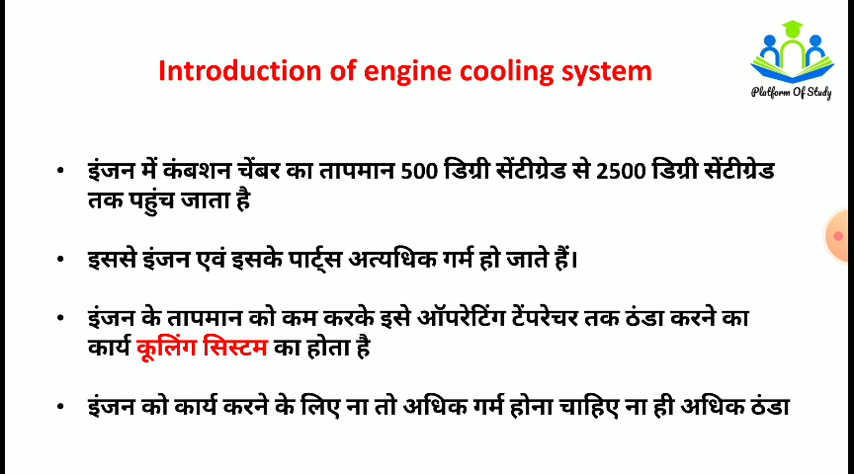 Introduction of engine cooling system
Platform Of Study
• इंजन में कंबशन चेंबर का तापमान 500 डिग्री सेंटीग्रेड से 2500 डिग्री सेंटीग्रेड
तक पहुंच जाता है
• इससे इंजन एवं इसके पार्ट्स अत्यधिक गर्म हो जाते हैं।
• इंजन के तापमान को कम करके इसे ऑपरेटिंग टेंपरेचर तक ठंडा करने का
कार्य कूलिंग सिस्टम का होता है
• इंजन को कार्य करने के लिए ना तो अधिक गर्म होना चाहिए ना ही अधिक ठंडा